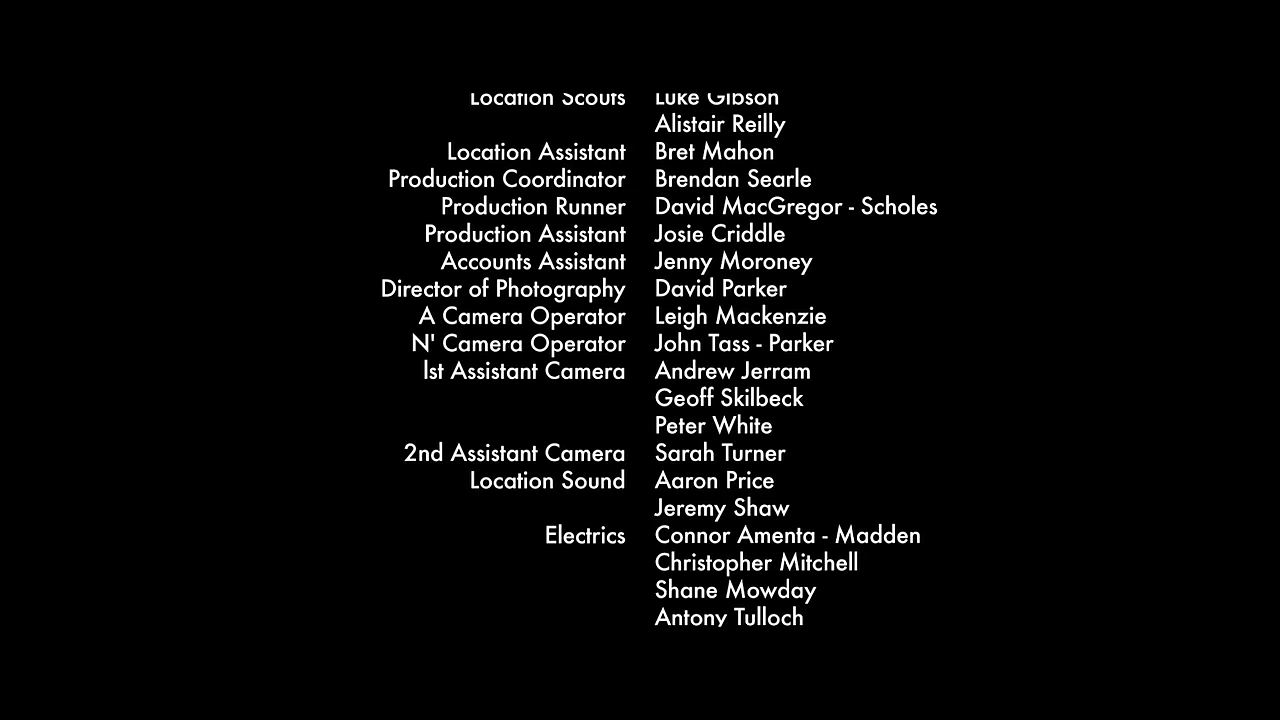 Location Scouts Luke Gibson
Alistair Reilly
Location Assistant Bret Mahon
Production Coordinator Brendan Searle
Production Runner David MacGregor - Scholes
Production Assistant Josie Criddle
Accounts Assistant Jenny Moroney
Director of Photography David Parker
A Camera Operator Leigh Mackenzie
N' Camera Operator John Tass - Parker
lst Assistant Camera Andrew Jerram
Geoff Skilbeck
Peter White
2nd Assistant Camera Sarah Turner
Location Sound Aaron Price
Jeremy Shaw
Electrics Connor Amenta - Madden
Christopher Mitchell
Shane Mowday
Antony Tulloch